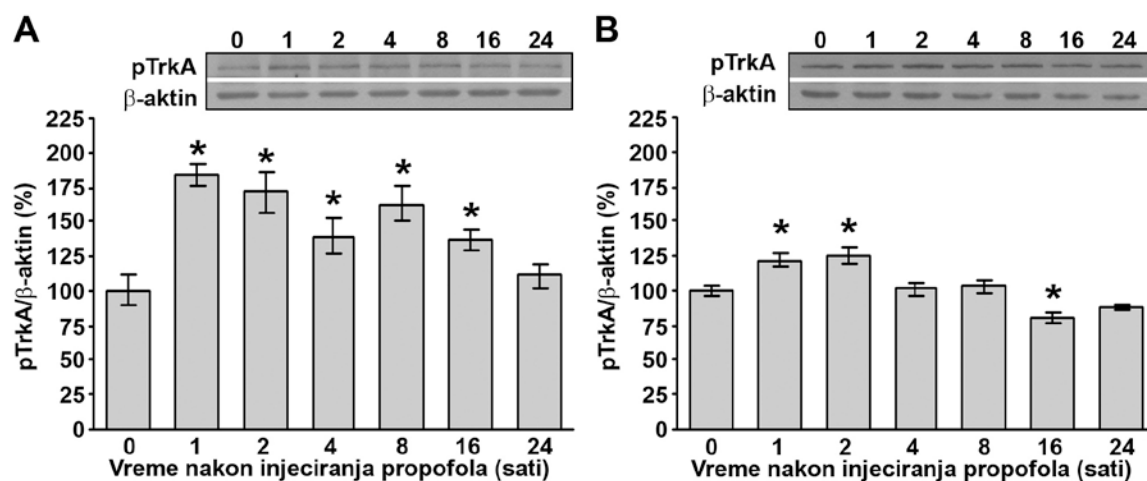 A
0 1 2 4 8 16 24
pTrkA
β-aktin
pTrkA/β-aktin (%)
225
200
175
150
125
100
75
50
25
0
* * * * *
0 1 2 4 8 16 24
Vreme nakon injeciranja propofola (sati)
B
0 1 2 4 8 16 24
pTrkA
β-aktin
pTrkA/β-aktin (%)
225
200
175
150
125
100
75
50
25
0
* * *
0 1 2 4 8 16 24
Vreme nakon injeciranja propofola (sati)